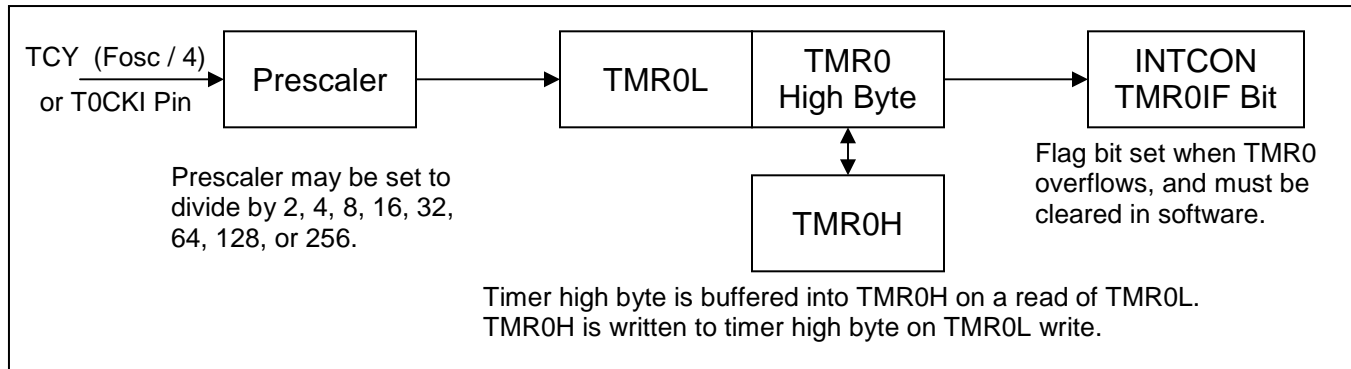 TCY (Fosc / 4)
or T0CKI Pin
Prescaler
TMR0L
TMR0
High Byte
INTCON
TMR0IF Bit
Prescaler may be set to
divide by 2, 4, 8, 16, 32,
64, 128, or 256.
TMR0H
Flag bit set when TMR0
overflows, and must be
cleared in software.
Timer high byte is buffered into TMR0H on a read of TMR0L.
TMR0H is written to timer high byte on TMR0L write.